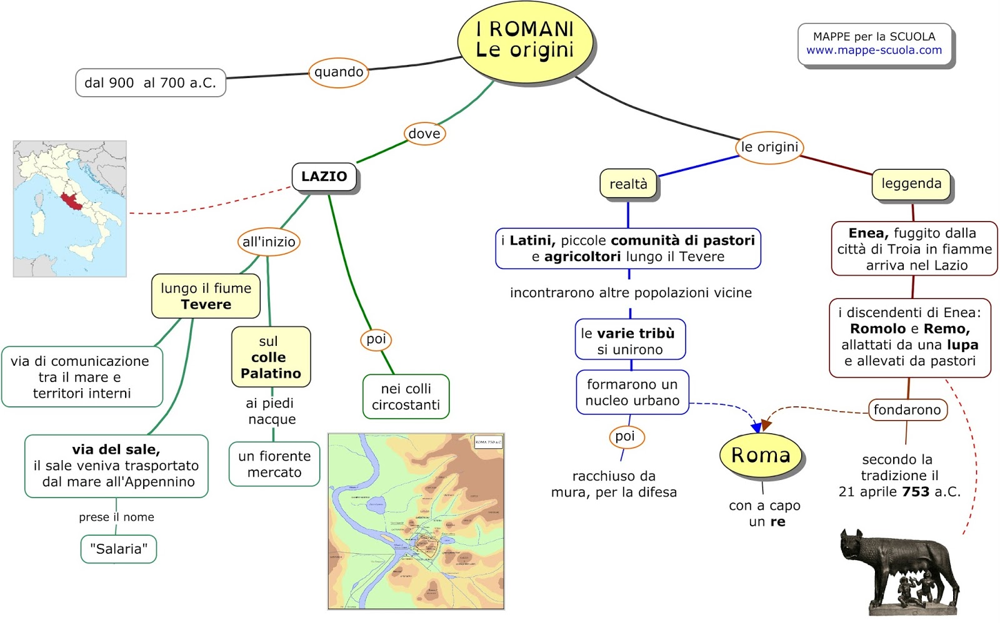 I ROMANI
Le origini
MAPPE per la SCUOLA
www.mappe-scuola.com
quando
dal 900 al 700 a.C.
dove
LAZIO
all'inizio
lungo il fiume
Tevere
via di comunicazione
tra il mare e
territori interni
via del sale,
il sale veniva trasportato
dal mare all'Appennino
prese il nome
"Salaria"
sul
colle
Palatino
ai piedi
nacque
un fiorente
mercato
poi
nei colli
circostanti
ROMA 750 a.C.
le origini
realtà
i Latini, piccole comunità di pastori
e agricoltori lungo il Tevere
incontrarono altre popolazioni vicine
le varie tribù
si unirono
formarono un
nucleo urbano
poi
racchiuso da
mura, per la difesa
leggenda
Enea, fuggito dalla
città di Troia in fiamme
arriva nel Lazio
i discendenti di Enea:
Romolo e Remo,
allattati da una lupa
e allevati da pastori
fondarono
secondo la
tradizione il
21 aprile 753 a.C.
Roma
con a capo
un re